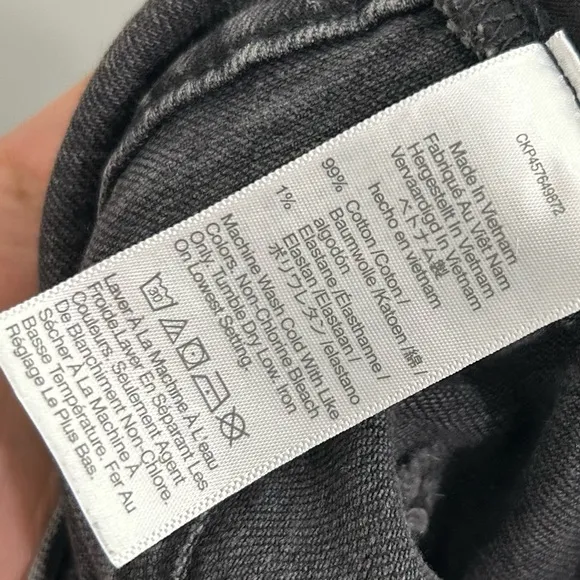 CKP457649872
Made In Vietnam
Fabriqué Au Viêt Nam
Hergestellt In Vietnam
Vervaardigd In Vietnam
ベトナム製
hecho en vietnam
99% Cotton/Coton/
Baumwolle/Katoen/綿/
algodón
1% Elastane/Élasthanne/
Elastan/Elastaan/
ポリウレタン/elastano
Machine Wash Cold With Like
Colors. Non-Chlorine Bleach
Only. Tumble Dry Low. Iron
On Lowest Setting.
Laver À La Machine À L'eau
Froide.Laver En Séparant Les
Couleurs. Seulement Agent
De Blanchiment Non-Chlore.
Sécher À La Machine À
Basse Température. Fer Au
Réglage Le Plus Bas.